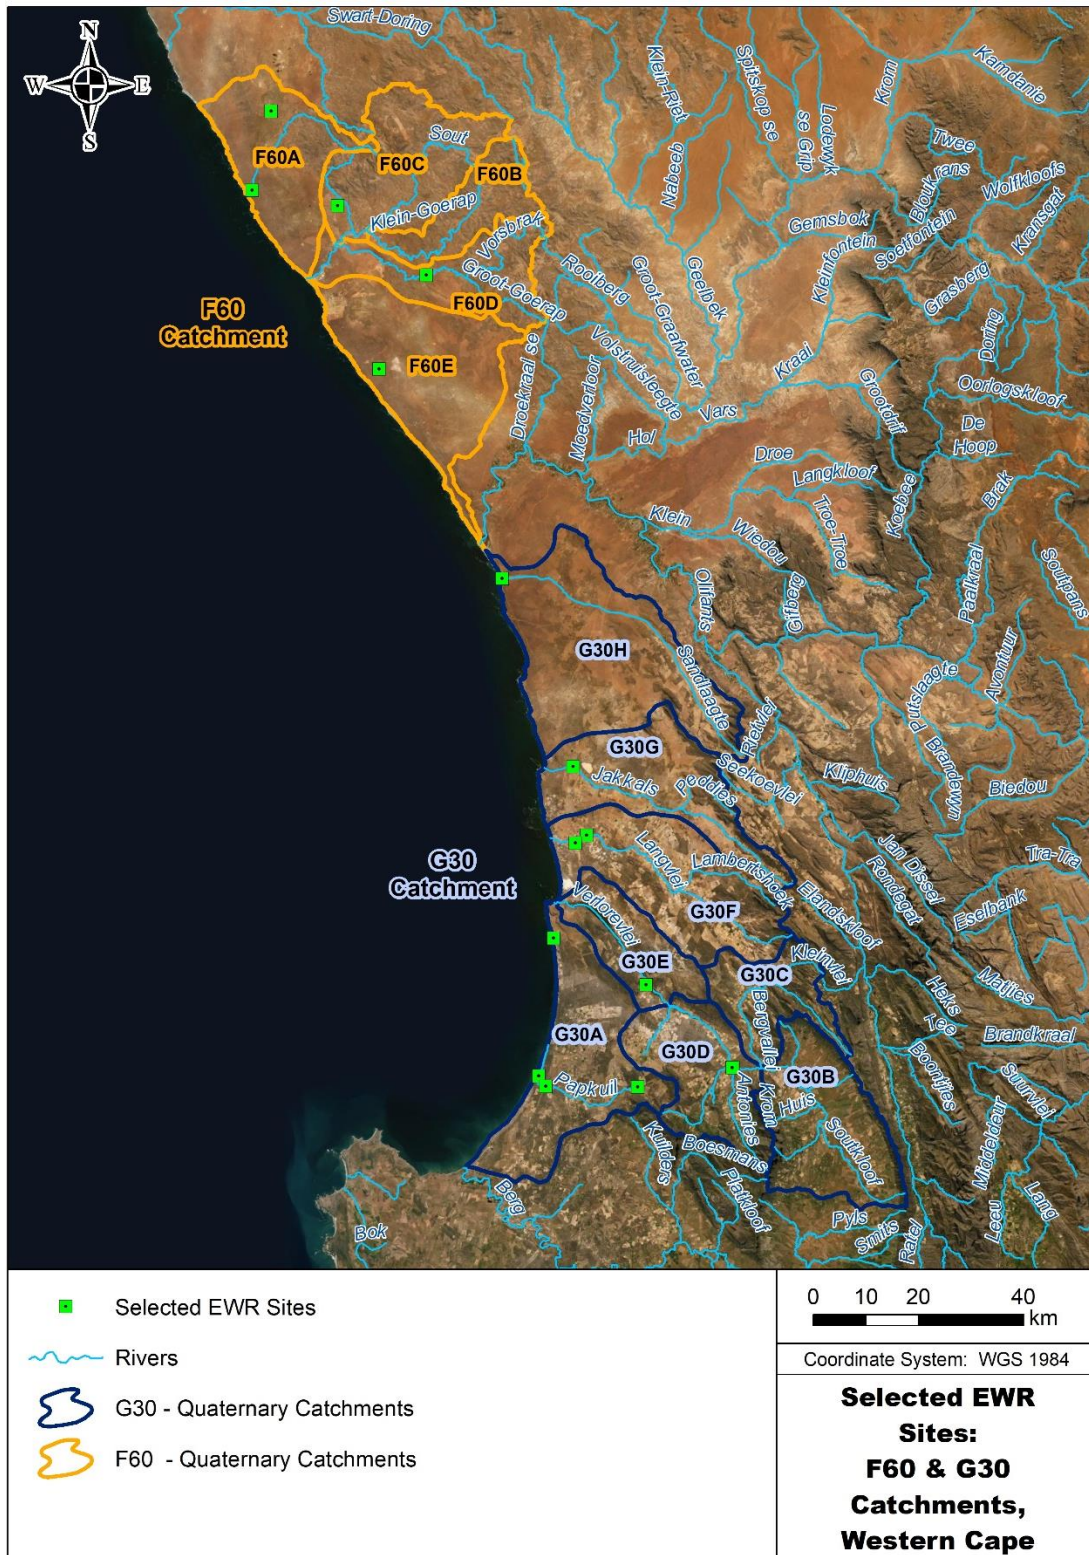 N
W
E
S
Swart-Doring
Klein-Riet
Spitskop se
se Grip
Lodewyk
Krom
Kamdanie
Nabeeb
Twee
Bloukrans
Wolfkloofs
Kransgat
Gemsbok
Soetfontein
Kleinfontein
F60A
Sout
F60C
F60B
Klein-Goerap
Vorsbrak
Groot-Goerap
F60D
F60
Catchment
F60E
Rooiberg
Groot-Graafwater
Geelbek
Grasberg
Doring
Volstruisleegte
Kraai
Oorlogskloof
Grootdrif
Droekraal se
Moedverloor
Vars
Hol
De
Hoop
Droe
Langkloof
Koebee
Brak
Klein
Troe-Troe
Wiedou
Paalkraal
Soutpans
Olifants
Gifberg
G30H
Sandlaagte
Avontuur
Putslaagte
Rietvlei
G30G
Jakkals
Peddies
Seekoevlei
Kliphuis
Brandewyn
Biedou
G30
Catchment
Langvlei
Lambertshoek
Jan Dissel
Tra-Tra
Rondegat
Eselbank
Elandskloof
Verlorevlei
G30F
G30E
G30C
Kleinvlei
Matjies
Heks
Tee
Brandkraal
G30A
G30D
Bergvallei
G30B
Boontjies
Papkuil
Antonies
Krom
Huis
Suurvlei
Middeldeur
Kuilders
Boesmans
Soutkloof
Platkloof
Berg
Bok
Pyls
Smits
Ratel
Leeu
Lang
Selected EWR Sites
Rivers
G30 - Quaternary Catchments
F60 - Quaternary Catchments
0 10 20 40
km
Coordinate System: WGS 1984
Selected EWR
Sites:
F60 & G30
Catchments,
Western Cape